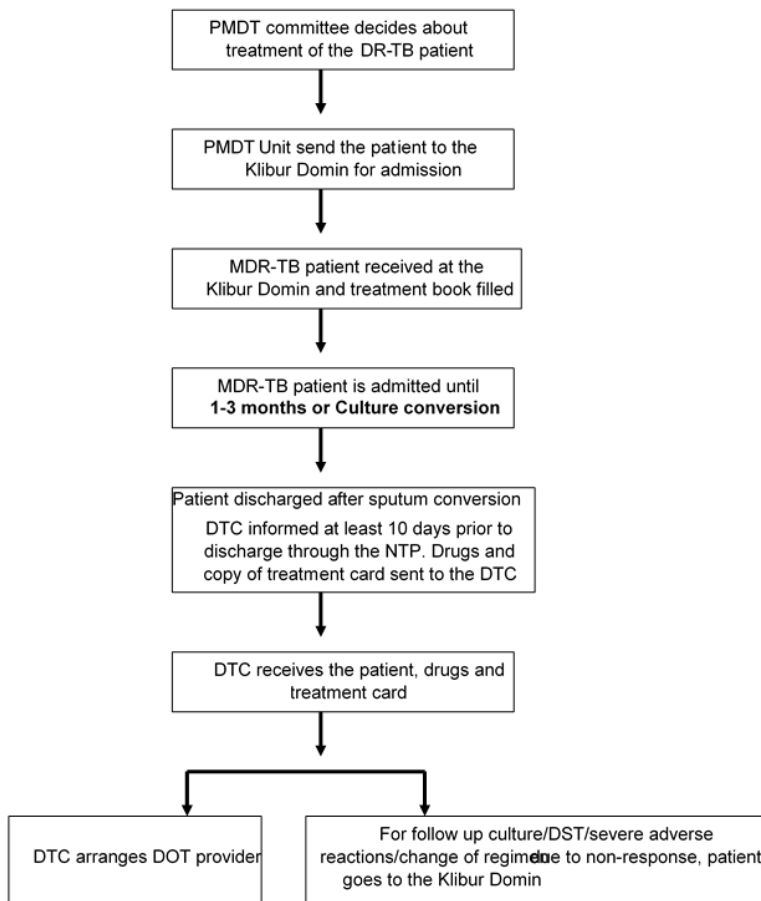 PMDT committee decides about
treatment of the DR-TB patient
PMDT Unit send the patient to the
Klibur Domin for admission
MDR-TB patient received at the
Klibur Domin and treatment book filled
MDR-TB patient is admitted until
1-3 months or Culture conversion
Patient discharged after sputum conversion
DTC informed at least 10 days prior to
discharge through the NTP. Drugs and
copy of treatment card sent to the DTC
DTC receives the patient, drugs and
treatment card
DTC arranges DOT provider
For follow up culture/DST/severe adverse
reactions/change of regimen due to non-response, patient
goes to the Klibur Domin